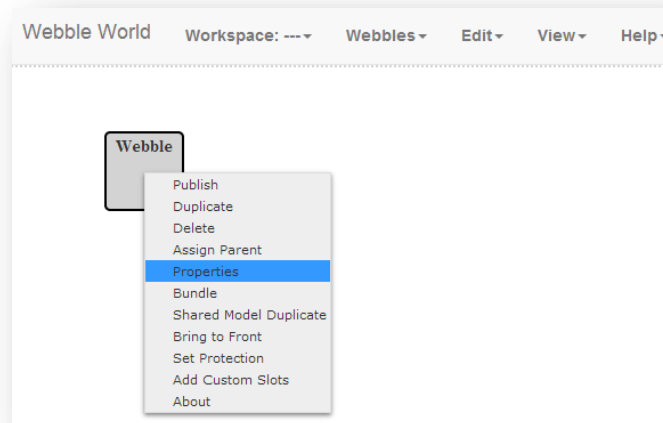 Webble World Workspace: --- Webbles Edit View Help
Webble
Publish
Duplicate
Delete
Assign Parent
Properties
Bundle
Shared Model Duplicate
Bring to Front
Set Protection
Add Custom Slots
About